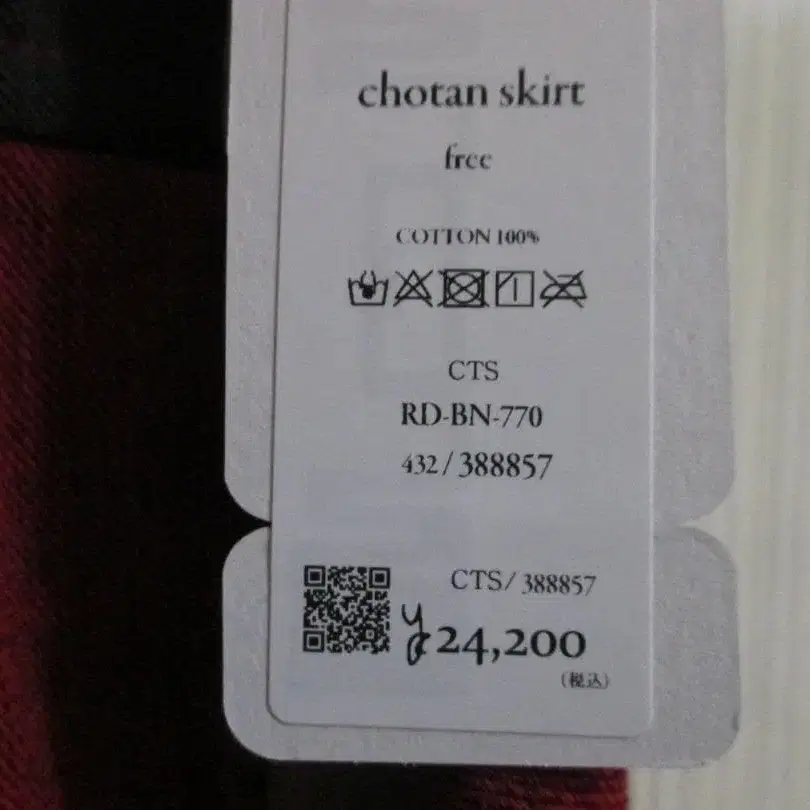 chotan skirt
free
COTTON 100%
CTS
RD-BN-770
432/388857
CTS/388857
¥24,200
(税込)